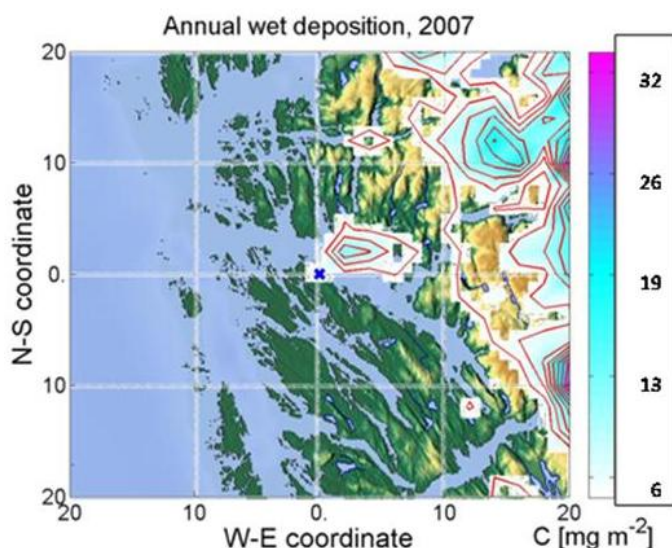 Annual wet deposition, 2007
20
10
0.
10
20
N-S coordinate
20 10 0. 10 20
W-E coordinate
32
26
19
13
6
C [mg m-2]